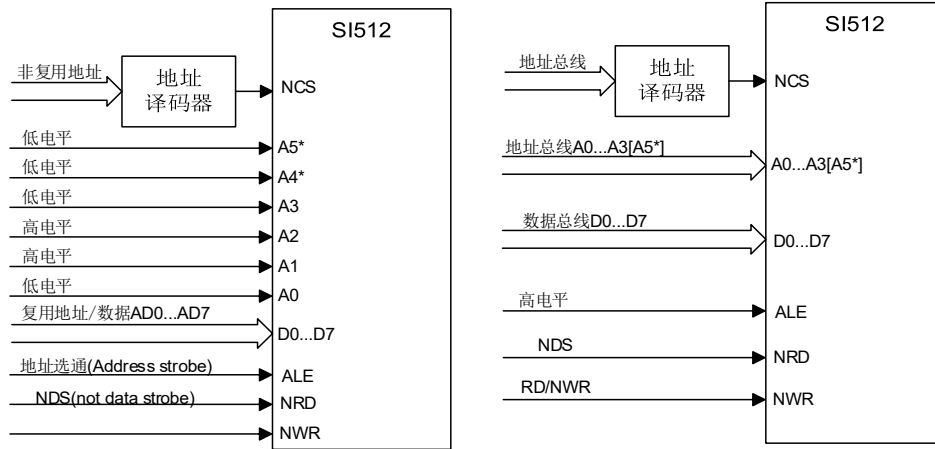 SI512
非复用地址
地址
译码器
NCS
低电平
A5*
低电平
A4*
低电平
A3
高电平
A2
高电平
A1
低电平
A0
复用地址/数据AD0...AD7
D0...D7
地址选通(Address strobe)
ALE
NDS(not data strobe)
NRD
NWR
SI512
地址总线
地址
译码器
NCS
地址总线A0...A3[A5*]
A0...A3[A5*]
数据总线D0...D7
D0...D7
高电平
ALE
NDS
NRD
RD/NWR
NWR